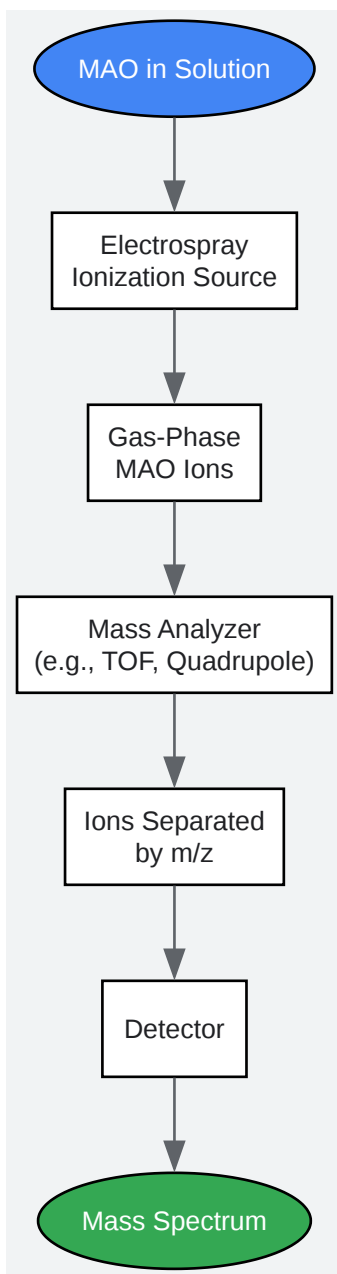 MAO in Solution
Electrospray
Ionization Source
Gas-Phase
MAO Ions
Mass Analyzer
(e.g., TOF, Quadrupole)
Ions Separated
by m/z
Detector
Mass Spectrum